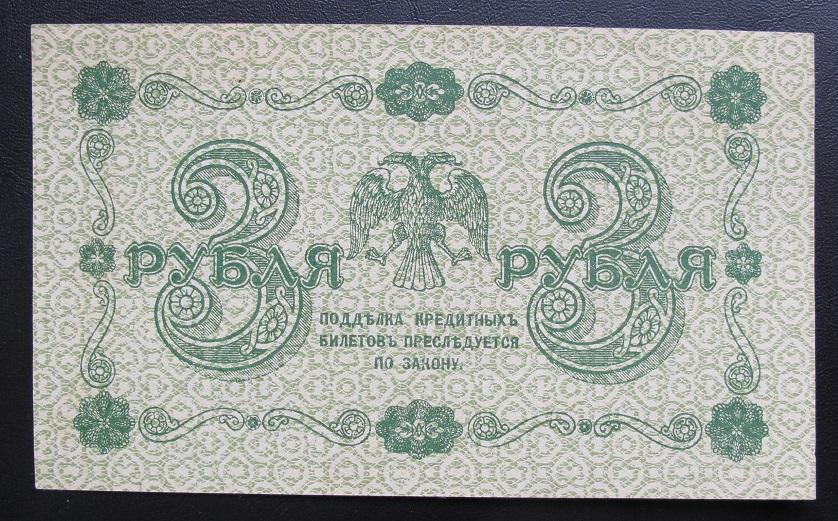 3 3
РУБЛЯ РУБЛЯ
ПОДДѢЛКА КРЕДИТНЫХЪ
БИЛЕТОВЪ ПРЕСЛѢДУЕТСЯ
ПО ЗАКОНУ.